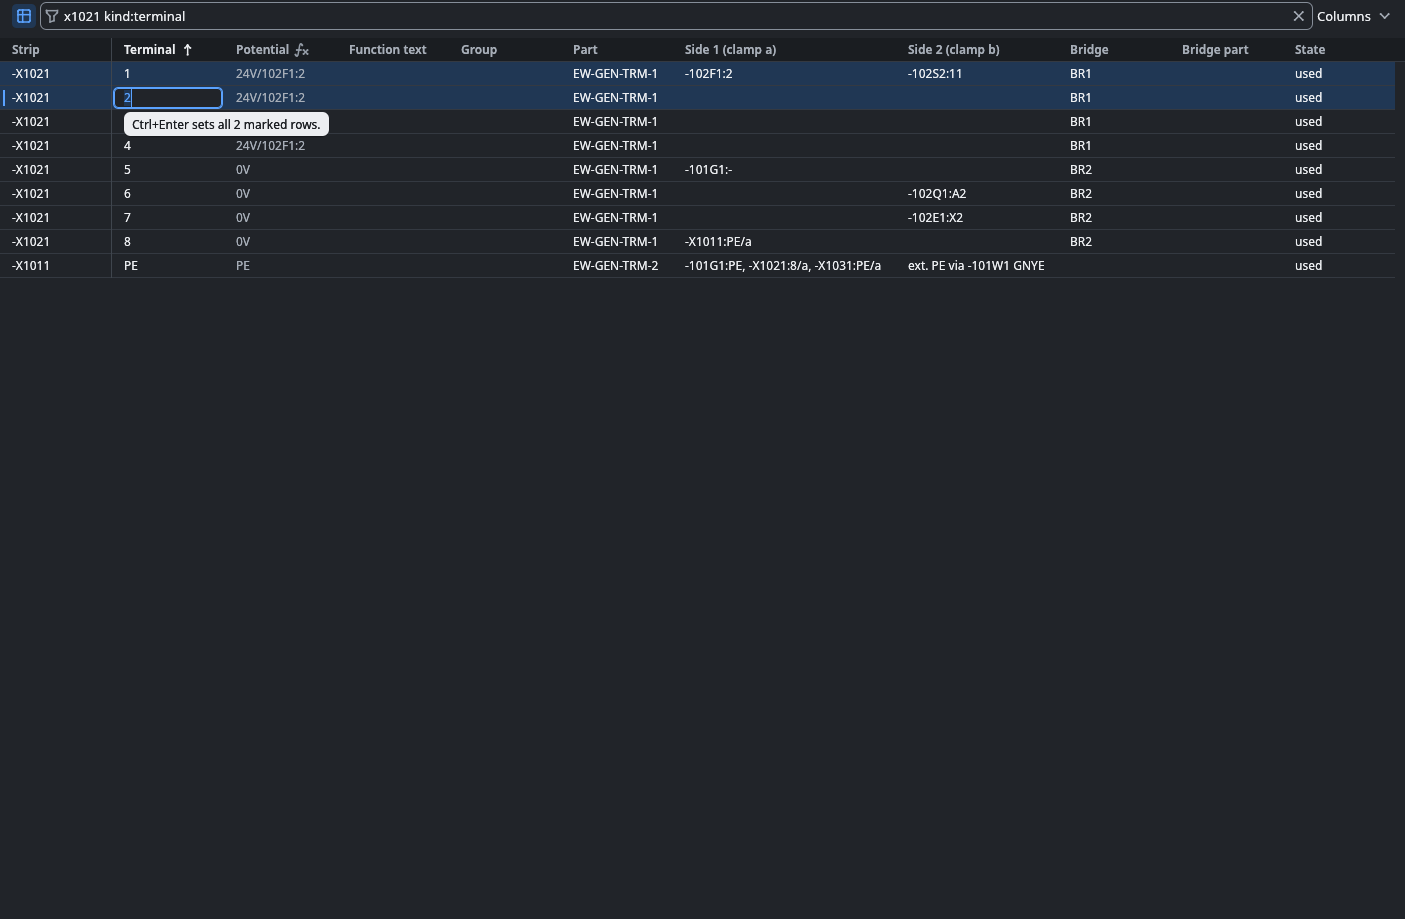 x1021 kind:terminal Columns
Strip Terminal ↑ Potential fx Function text Group Part Side 1 (clamp a) Side 2 (clamp b) Bridge Bridge part State
-X1021 1 24V/102F1:2 EW-GEN-TRM-1 -102F1:2 -102S2:11 BR1 used
-X1021 2 24V/102F1:2 EW-GEN-TRM-1 BR1 used
-X1021 EW-GEN-TRM-1 BR1 used
Ctrl+Enter sets all 2 marked rows.
-X1021 4 24V/102F1:2 EW-GEN-TRM-1 BR1 used
-X1021 5 0V EW-GEN-TRM-1 -101G1:- BR2 used
-X1021 6 0V EW-GEN-TRM-1 -102Q1:A2 BR2 used
-X1021 7 0V EW-GEN-TRM-1 -102E1:X2 BR2 used
-X1021 8 0V EW-GEN-TRM-1 -X1011:PE/a BR2 used
-X1011 PE PE EW-GEN-TRM-2 -101G1:PE, -X1021:8/a, -X1031:PE/a ext. PE via -101W1 GNYE used